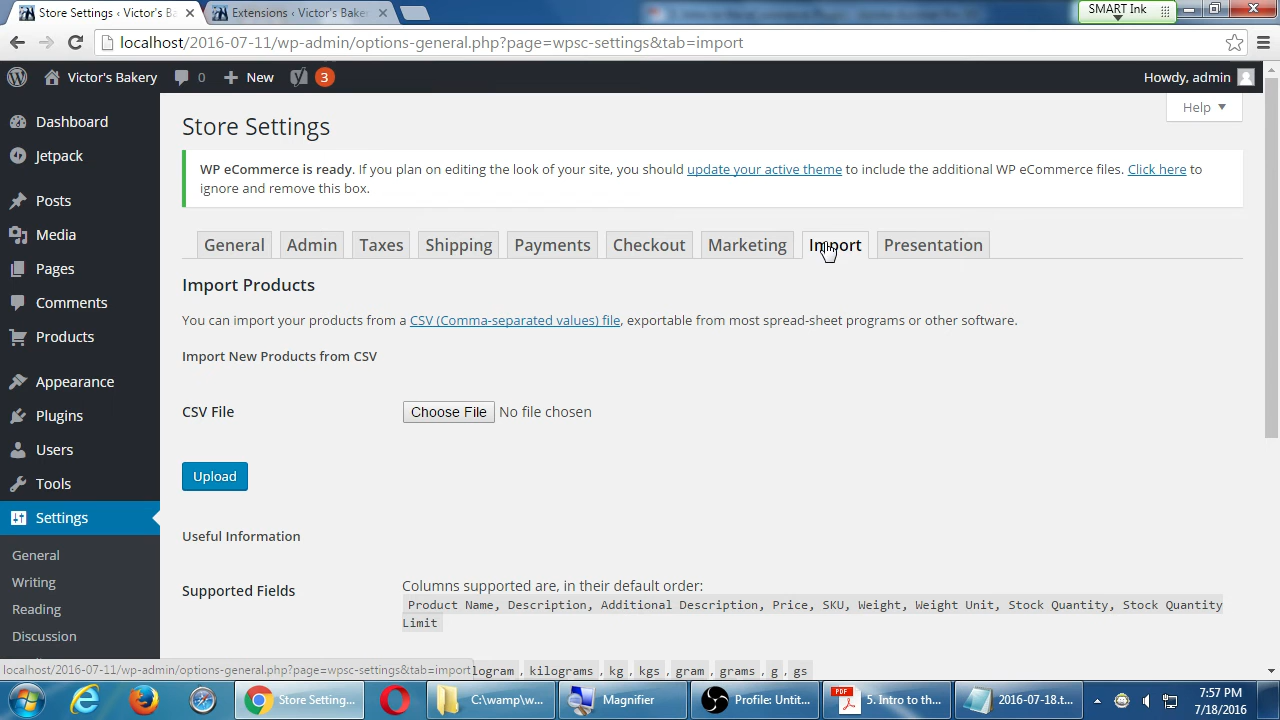 Store Settings ‹ Victor's Ba
Extensions ‹ Victor's Baker
SMART Ink
localhost/2016-07-11/wp-admin/options-general.php?page=wpsc-settings&tab=import
Victor's Bakery
0
New
3
Howdy, admin
Help
Dashboard
Jetpack
Posts
Media
Pages
Comments
Products
Appearance
Plugins
Users
Tools
Settings
General
Writing
Reading
Discussion
Store Settings
WP eCommerce is ready. If you plan on editing the look of your site, you should update your active theme to include the additional WP eCommerce files. Click here to
ignore and remove this box.
General Admin Taxes Shipping Payments Checkout Marketing Import Presentation
Import Products
You can import your products from a CSV (Comma-separated values) file, exportable from most spread-sheet programs or other software.
Import New Products from CSV
CSV File Choose File No file chosen
Upload
Useful Information
Supported Fields
Columns supported are, in their default order:
Product Name, Description, Additional Description, Price, SKU, Weight, Weight Unit, Stock Quantity, Stock Quantity
Limit
logram , kilograms , kg , kgs , gram , grams , g , gs
localhost/2016-07-11/wp-admin/options-general.php?page=wpsc-settings&tab=import
Store Setting...
C:\wamp\w...
Magnifier
Profile: Untit...
5. Intro to th...
2016-07-18.t...
7:57 PM
7/18/2016